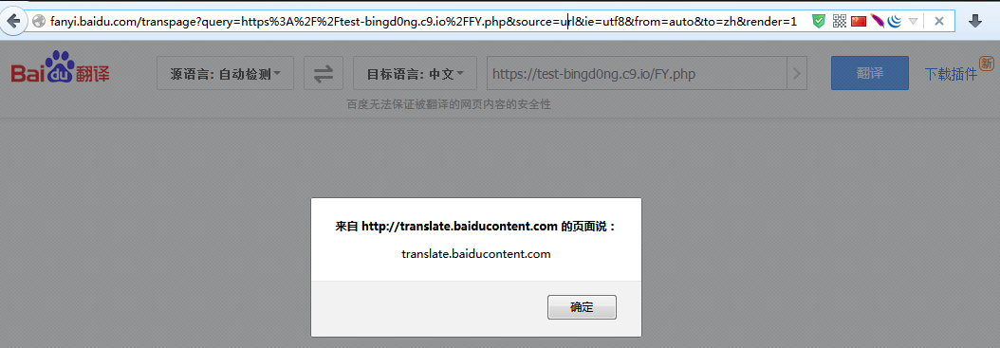 fanyi.baidu.com/transpage?query=https%3A%2F%2Ftest-bingd0ng.c9.io%2FFY.php&source=url&ie=utf8&from=auto&to=zh&render=1
Bai du 翻译
源语言: 自动检测
目标语言: 中文
https://test-bingd0ng.c9.io/FY.php
翻译
下载插件
新
百度无法保证被翻译的网页内容的安全性
来自 http://translate.baiducontent.com 的页面说：
translate.baiducontent.com
确定